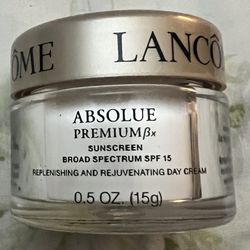 ÔME LANCÔ
ABSOLUE
PREMIUM βx
SUNSCREEN
BROAD SPECTRUM SPF 15
REPLENISHING AND REJUVENATING DAY CREAM
0.5 OZ. (15g)